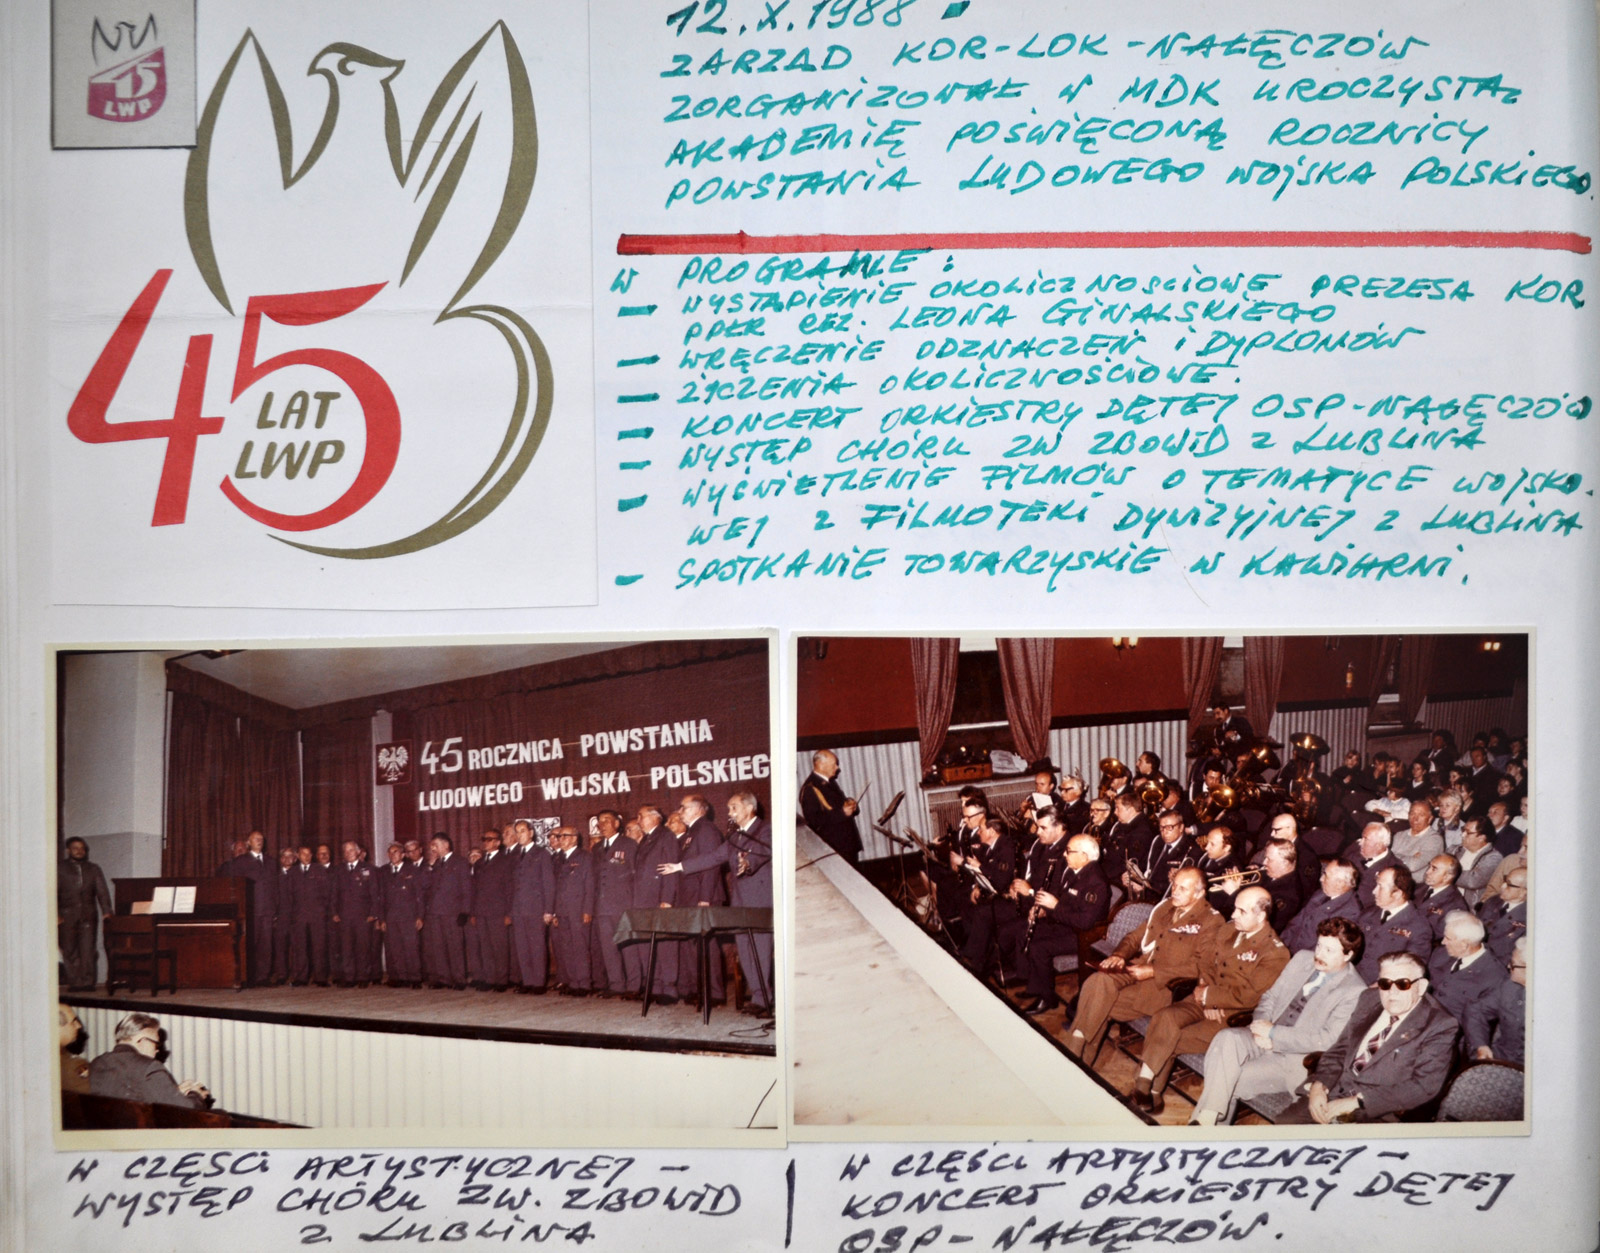 45
LWP
45
LAT
LWP
12.X.1988
ZARZĄD KOR-LOK-NAŁĘCZÓW
ZORGANIZOWAŁ W MDK UROCZYSTĄ
AKADEMIĘ POŚWIĘCONĄ ROCZNICY
POWSTANIA LUDOWEGO WOJSKA POLSKIEGO.
W PROGRAMIE:
— WYSTĄPIENIE OKOLICZNOSCIOWE PREZESA KOR
PPŁK REZ. LEONA GINALSKIEGO
— WRĘCZENIE ODZNACZEŃ i DYPLOMÓW
— ŻYCZENIA OKOLICZNOŚCIOWE.
— KONCERT ORKIESTRY DĘTEJ OSP-NAŁĘCZÓW
— WYSTĘP CHÓRU ZW ZBOWiD Z LUBLINA
— WYŚWIETLENIE FILMÓW O TEMATYCE WOJSKO.
WEJ Z FILMOTEKI DYWIZYJNEJ Z LUBLINA
— SPOTKANIE TOWARZYSKIE W KAWIARNI.
45 ROCZNICA POWSTANIA
LUDOWEGO WOJSKA POLSKIEG
W CZĘŚCI ARTYSTYCZNEJ —
WYSTĘP CHÓRU ZW. ZBOWiD
Z LUBLINA
W CZĘŚCI ARTYSTYCZNEJ —
KONCERT ORKIESTRY DĘTEJ
OSP - NAŁĘCZÓW.